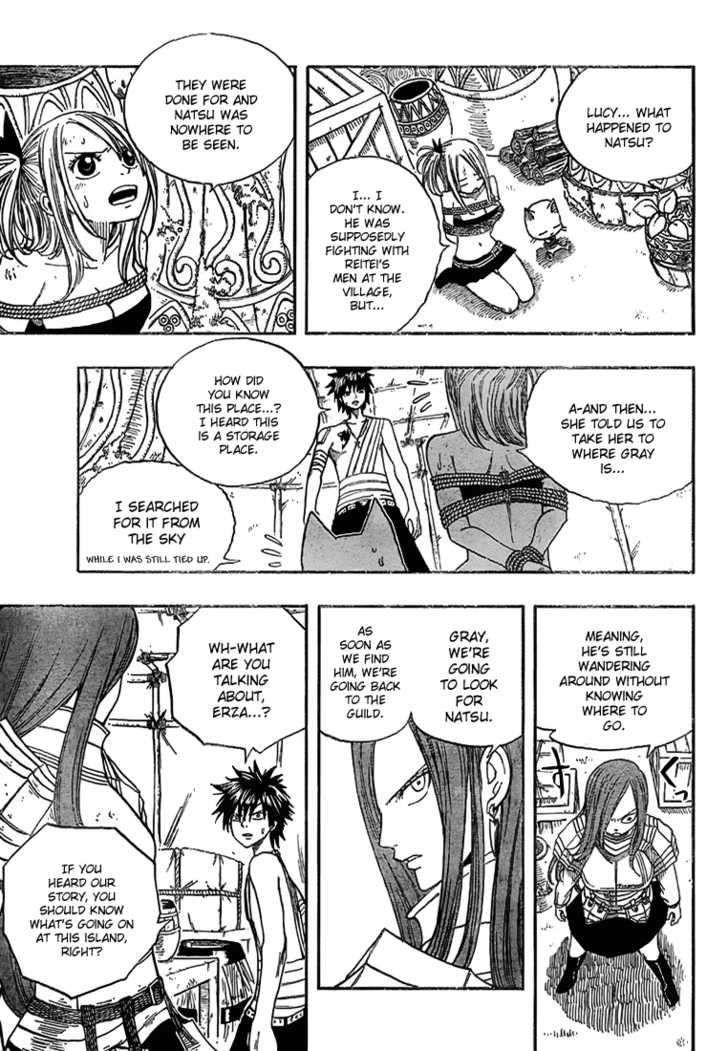 LUCY... WHAT
HAPPENED TO
NATSU?
I... I
DON'T KNOW.
HE WAS
SUPPOSEDLY
FIGHTING WITH
REITEI'S
MEN AT THE
VILLAGE,
BUT...
THEY WERE
DONE FOR AND
NATSU WAS
NOWHERE TO
BE SEEN.
A-AND THEN...
SHE TOLD US TO
TAKE HER TO
WHERE GRAY
IS...
HOW DID
YOU KNOW
THIS PLACE...?
I HEARD THIS
IS A STORAGE
PLACE.
I SEARCHED
FOR IT FROM
THE SKY
WHILE I WAS STILL TIED UP.
MEANING,
HE'S STILL
WANDERING
AROUND WITHOUT
KNOWING
WHERE TO
GO.
GRAY,
WE'RE
GOING
TO LOOK
FOR
NATSU.
AS
SOON AS
WE FIND
HIM, WE'RE
GOING BACK
TO THE
GUILD.
WH-WHAT
ARE YOU
TALKING
ABOUT,
ERZA...?
IF YOU
HEARD OUR
STORY, YOU
SHOULD KNOW
WHAT'S GOING ON
AT THIS ISLAND,
RIGHT?